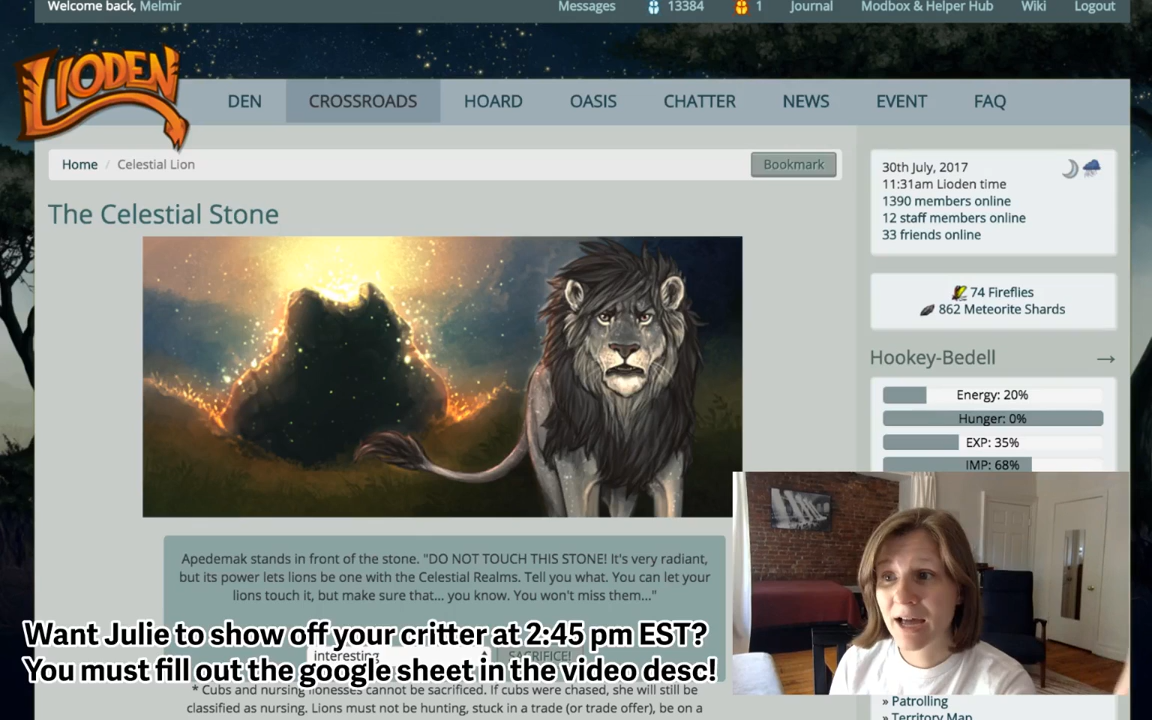 Welcome back, Melmir
Messages 13384 1 Journal Modbox & Helper Hub Wiki Logout
LIODEN
DEN CROSSROADS HOARD OASIS CHATTER NEWS EVENT FAQ
Home / Celestial Lion
Bookmark
The Celestial Stone
30th July, 2017
11:31am Lioden time
1390 members online
12 staff members online
33 friends online
74 Fireflies
862 Meteorite Shards
Hookey-Bedell →
Energy: 20%
Hunger: 0%
EXP: 35%
IMP: 68%
Apedemak stands in front of the stone. "DO NOT TOUCH THIS STONE! It's very radiant,
but its power lets lions be one with the Celestial Realms. Tell you what. You can let your
lions touch it, but make sure that... you know. You won't miss them..."
Want Julie to show off your critter at 2:45 pm EST?
interesting SACRIFICE!
You must fill out the google sheet in the video desc!
* Cubs and nursing lionesses cannot be sacrificed. If cubs were chased, she will still be
classified as nursing. Lions must not be hunting, stuck in a trade (or trade offer), be on a
» Patrolling
» Territory Map